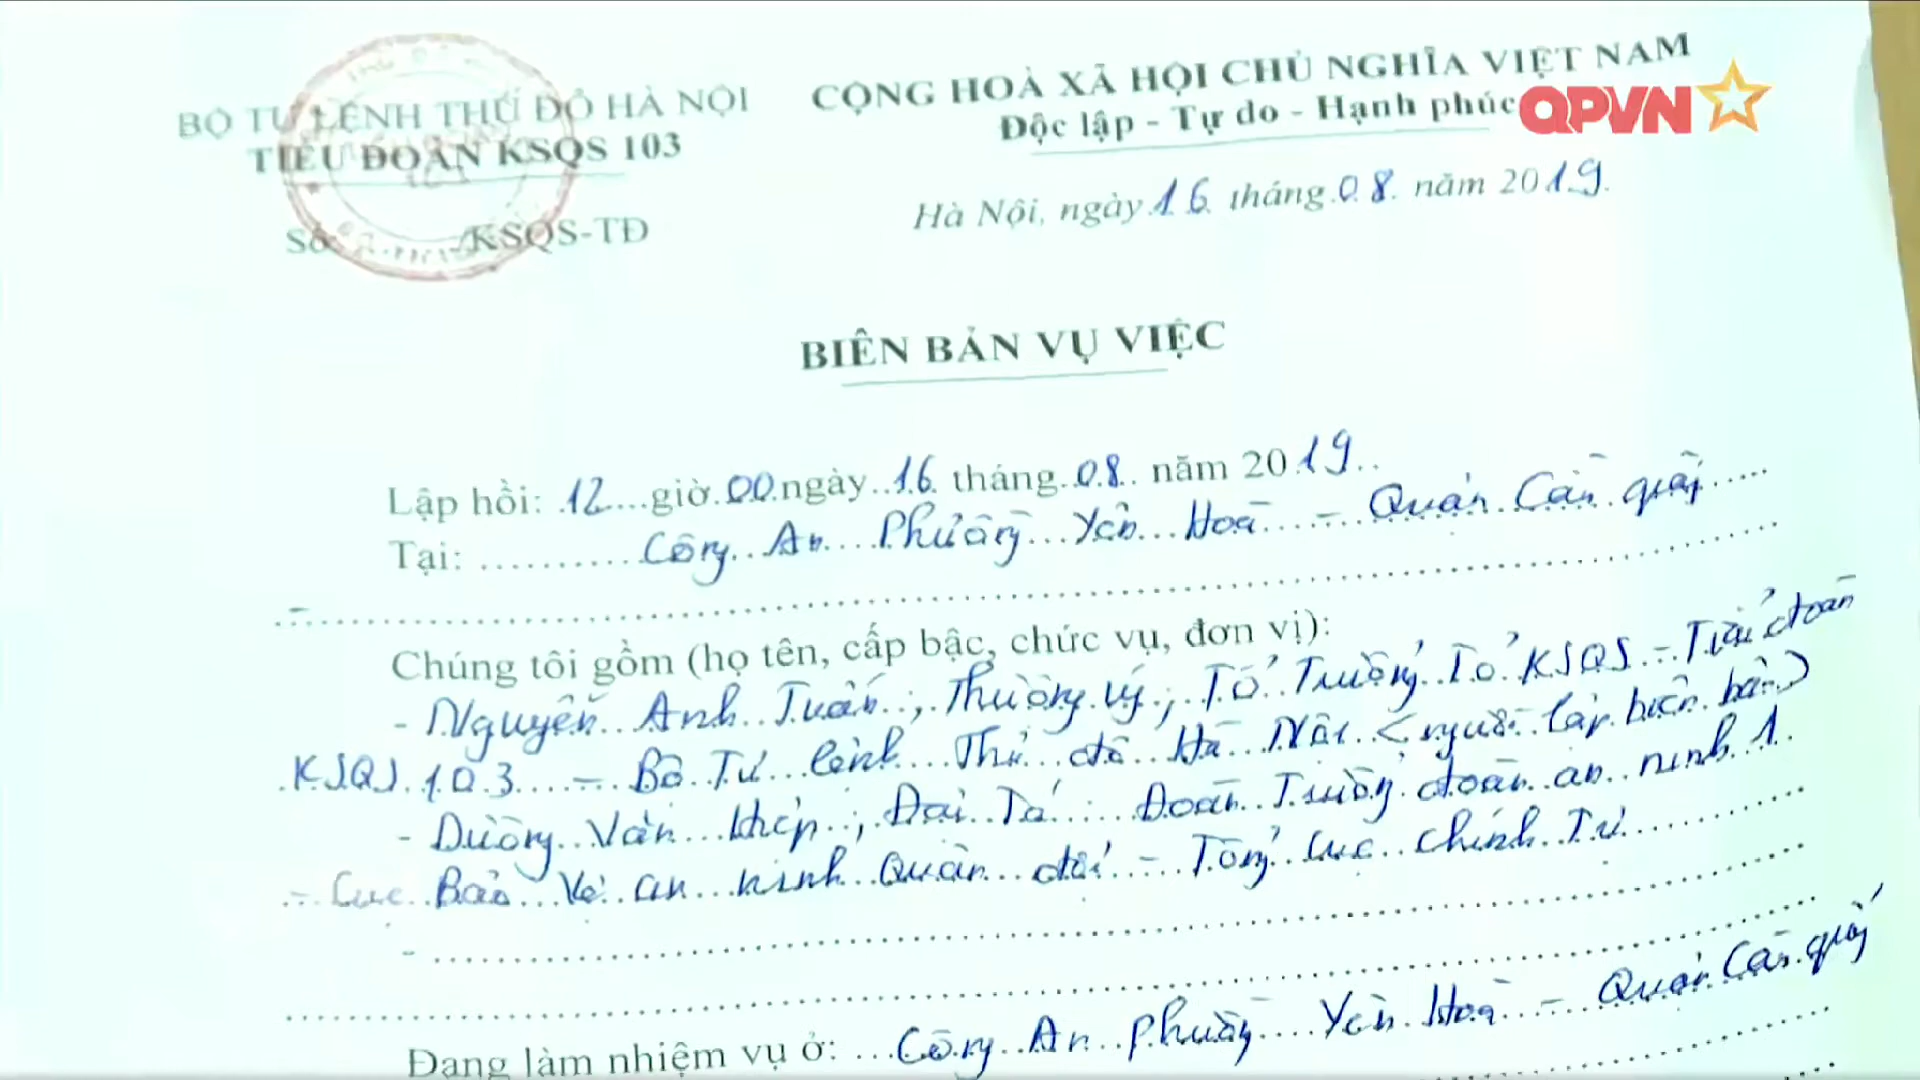 BỘ TƯ LỆNH THỦ ĐÔ HÀ NỘI
TIỂU ĐOÀN KSQS 103
Số /KSQS-TĐ
CỘNG HOÀ XÃ HỘI CHỦ NGHĨA VIỆT NAM
Độc lập - Tự do - Hạnh phúc
QPVN
Hà Nội, ngày 16 tháng 08 năm 2019
BIÊN BẢN VỤ VIỆC
Lập hồi: 12 giờ 00 ngày 16 tháng 08 năm 2019
Tại: Công An Phường Yên Hoà - Quận Cầu giấy
Chúng tôi gồm (họ tên, cấp bậc, chức vụ, đơn vị):
- Nguyễn Anh Tuấn, Thượng úy, Tổ Trưởng Tổ KSQS - Tiểu đoàn
KSQS 103 - Bộ Tư lệnh Thủ đô Hà Nội (người lập biên bản)
- Dương Văn Hiệp, Đại Tá Đoàn Trưởng đoàn an ninh 1
- Cục Bảo Vệ an ninh Quân đội - Tổng cục chính Trị
-
Đang làm nhiệm vụ ở: Công An phường Yên Hoà - Quận Cầu giấy